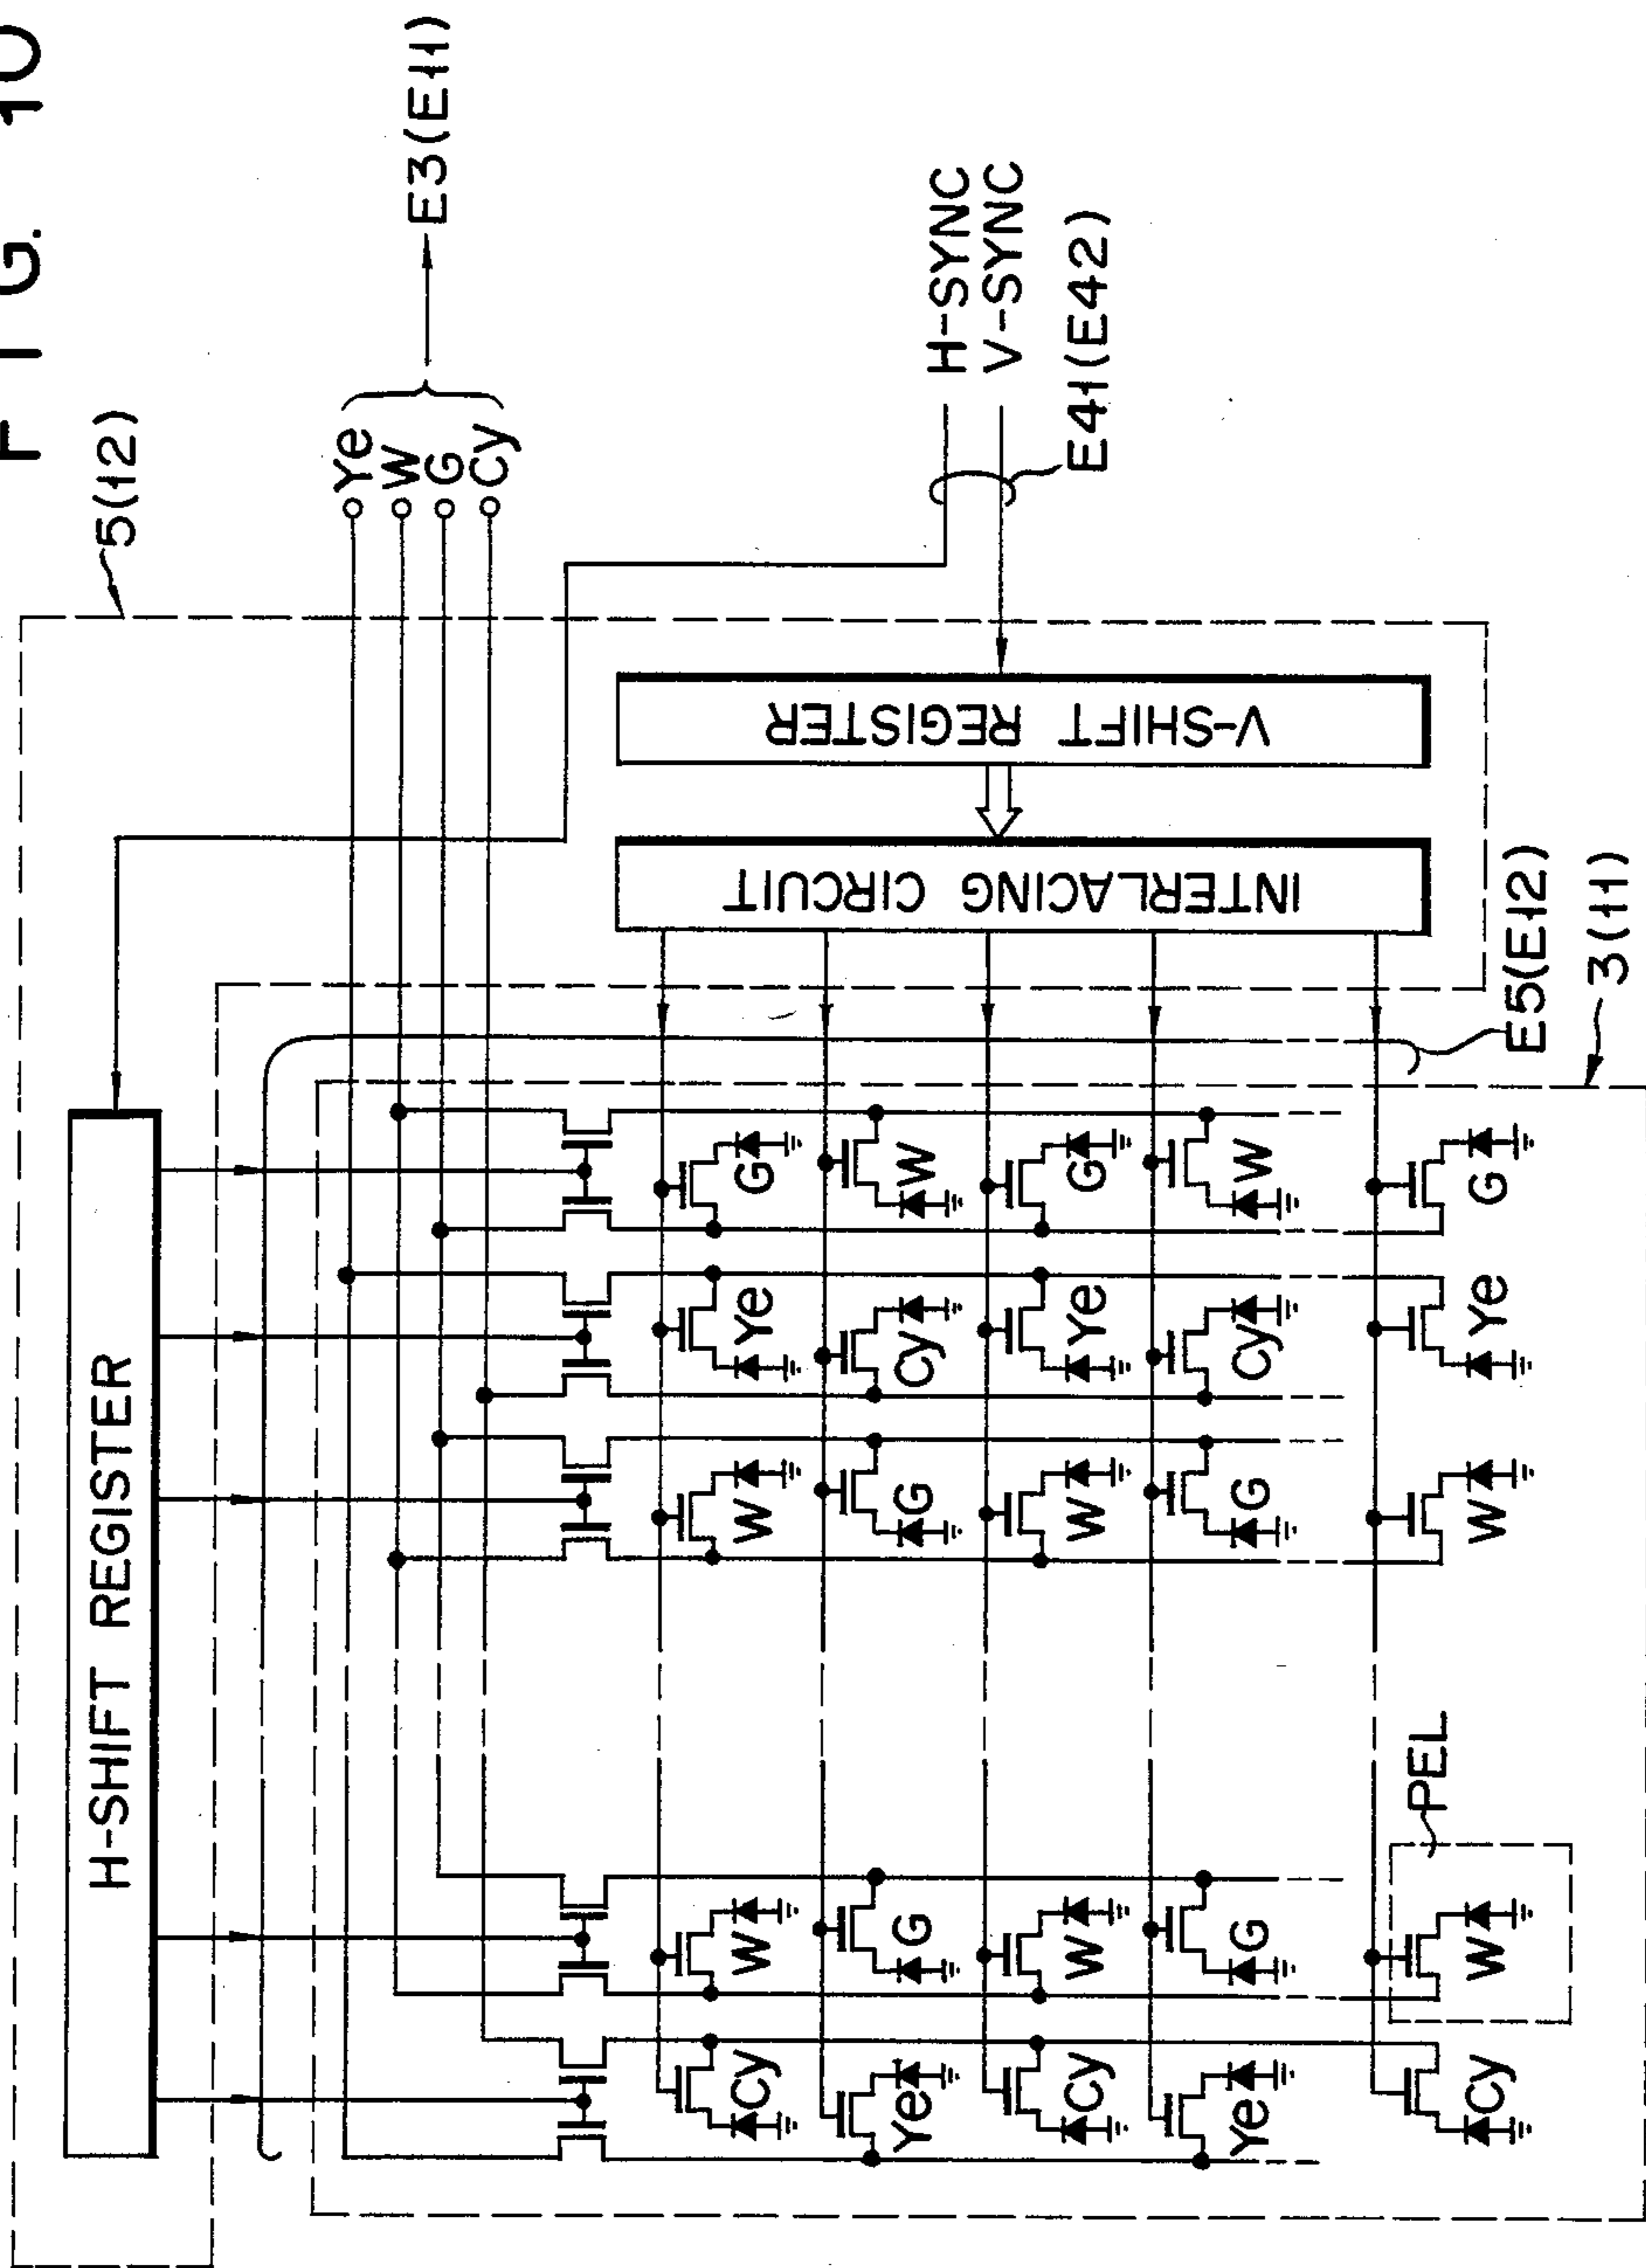 FIG. 10
5(12)
H-SHIFT REGISTER
Ye
W
G
Cy
E3(E11)
Cy W W Ye G
Ye G G Cy W
Cy W W Ye G
Ye G G Cy W
INTERLACING CIRCUIT
V-SHIFT REGISTER
H-SYNC
V-SYNC
E41(E42)
PEL
Cy W W Ye G
E5(E12)
3(11)